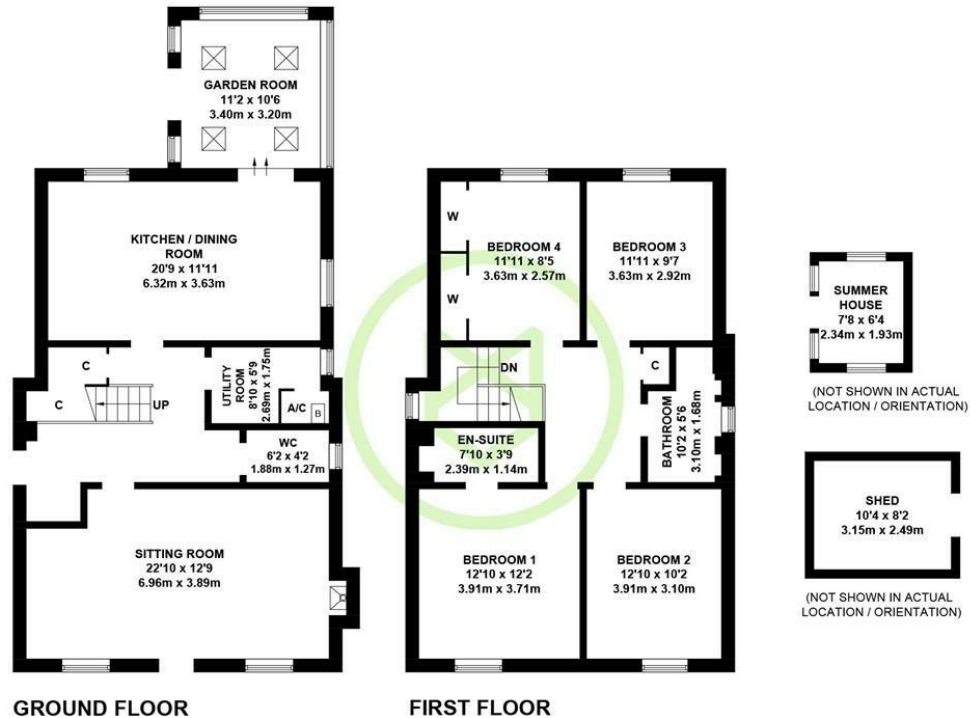 GARDEN ROOM
11'2 x 10'6
3.40m x 3.20m
KITCHEN / DINING
ROOM
20'9 x 11'11
6.32m x 3.63m
C
C
UP
UTILITY
ROOM
8'10 x 5'9
2.69m x 1.75m
A/C
B
WC
6'2 x 4'2
1.88m x 1.27m
SITTING ROOM
22'10 x 12'9
6.96m x 3.89m
GROUND FLOOR
W
W
BEDROOM 4
11'11 x 8'5
3.63m x 2.57m
BEDROOM 3
11'11 x 9'7
3.63m x 2.92m
DN
C
BATHROOM
10'2 x 5'6
3.10m x 1.68m
EN-SUITE
7'10 x 3'9
2.39m x 1.14m
BEDROOM 1
12'10 x 12'2
3.91m x 3.71m
BEDROOM 2
12'10 x 10'2
3.91m x 3.10m
FIRST FLOOR
SUMMER
HOUSE
7'8 x 6'4
2.34m x 1.93m
(NOT SHOWN IN ACTUAL
LOCATION / ORIENTATION)
SHED
10'4 x 8'2
3.15m x 2.49m
(NOT SHOWN IN ACTUAL
LOCATION / ORIENTATION)